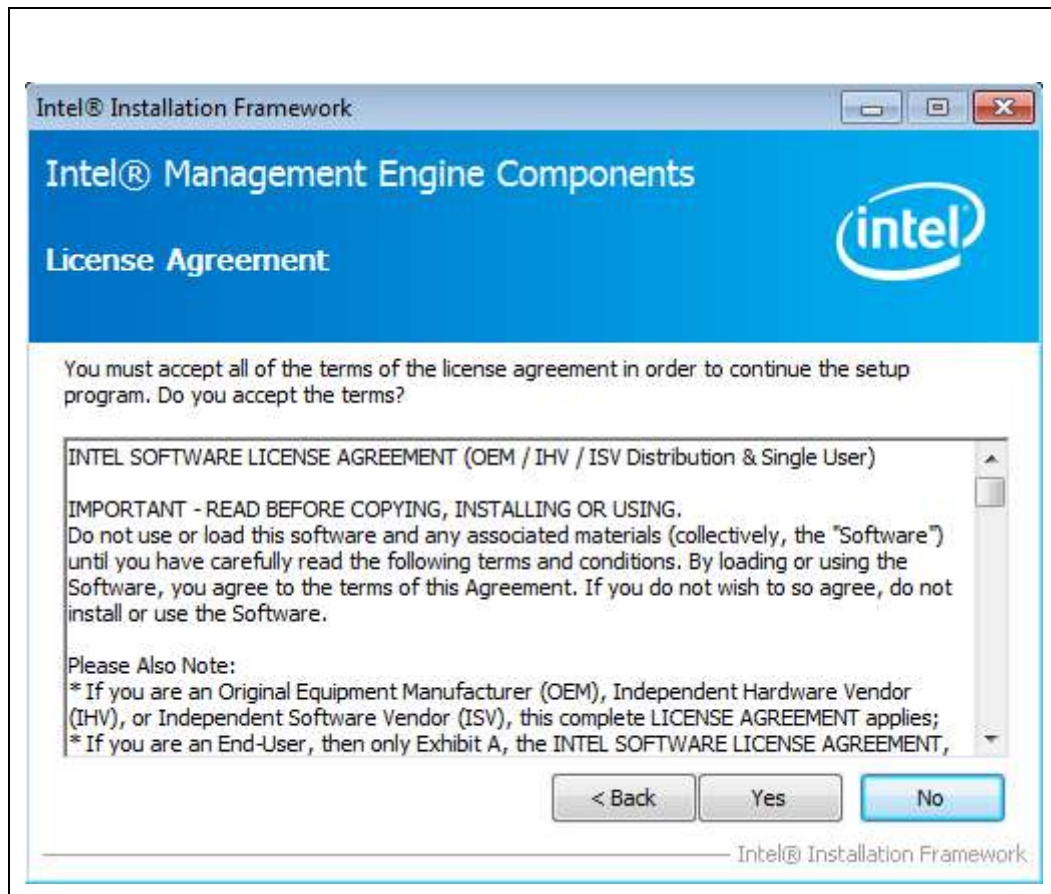 Intel® Installation Framework
Intel® Management Engine Components
intel
License Agreement
You must accept all of the terms of the license agreement in order to continue the setup
program. Do you accept the terms?
INTEL SOFTWARE LICENSE AGREEMENT (OEM / IHV / ISV Distribution & Single User)
IMPORTANT - READ BEFORE COPYING, INSTALLING OR USING.
Do not use or load this software and any associated materials (collectively, the "Software")
until you have carefully read the following terms and conditions. By loading or using the
Software, you agree to the terms of this Agreement. If you do not wish to so agree, do not
install or use the Software.
Please Also Note:
* If you are an Original Equipment Manufacturer (OEM), Independent Hardware Vendor
(IHV), or Independent Software Vendor (ISV), this complete LICENSE AGREEMENT applies;
* If you are an End-User, then only Exhibit A, the INTEL SOFTWARE LICENSE AGREEMENT,
< Back Yes No
Intel® Installation Framework